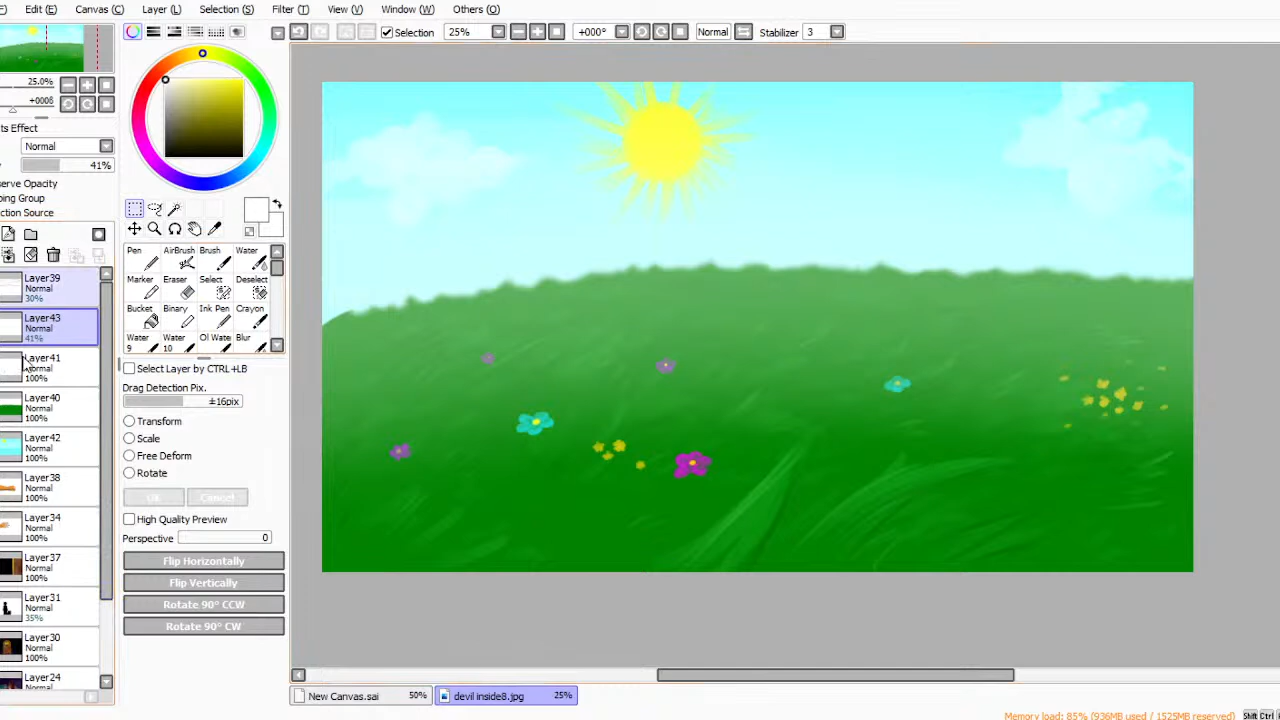 Edit (E) Canvas (C) Layer (L) Selection (S) Filter (T) View (V) Window (W) Others (O)
Selection 25% +000° Normal Stabilizer 3
25.0%
ts Effect
Normal
41%
erve Opacity
ping Group
ction Source
Layer39
30%
Layer43
Normal
41%
Layer41
Normal
100%
Layer40
Normal
100%
Layer42
Normal
100%
Layer38
Normal
100%
Layer34
Normal
100%
Layer37
Normal
100%
Layer31
Normal
35%
Layer30
Normal
100%
Layer24
Normal
Pen AirBrush Brush Water
Marker Eraser Select Deselect
Bucket Binary Ink Pen Crayon
Water 9 Water 10 Ol Water Blur
Select Layer by CTRL+LB
Drag Detection Pix.
±16pix
Transform
Scale
Free Deform
Rotate
OK Cancel
High Quality Preview
Perspective 0
Flip Horizontally
Flip Vertically
Rotate 90° CCW
Rotate 90° CW
New Canvas.sai 50% devil inside8.jpg 25%
Memory load: 85% (936MB used / 1525MB reserved) Shift Ctrl